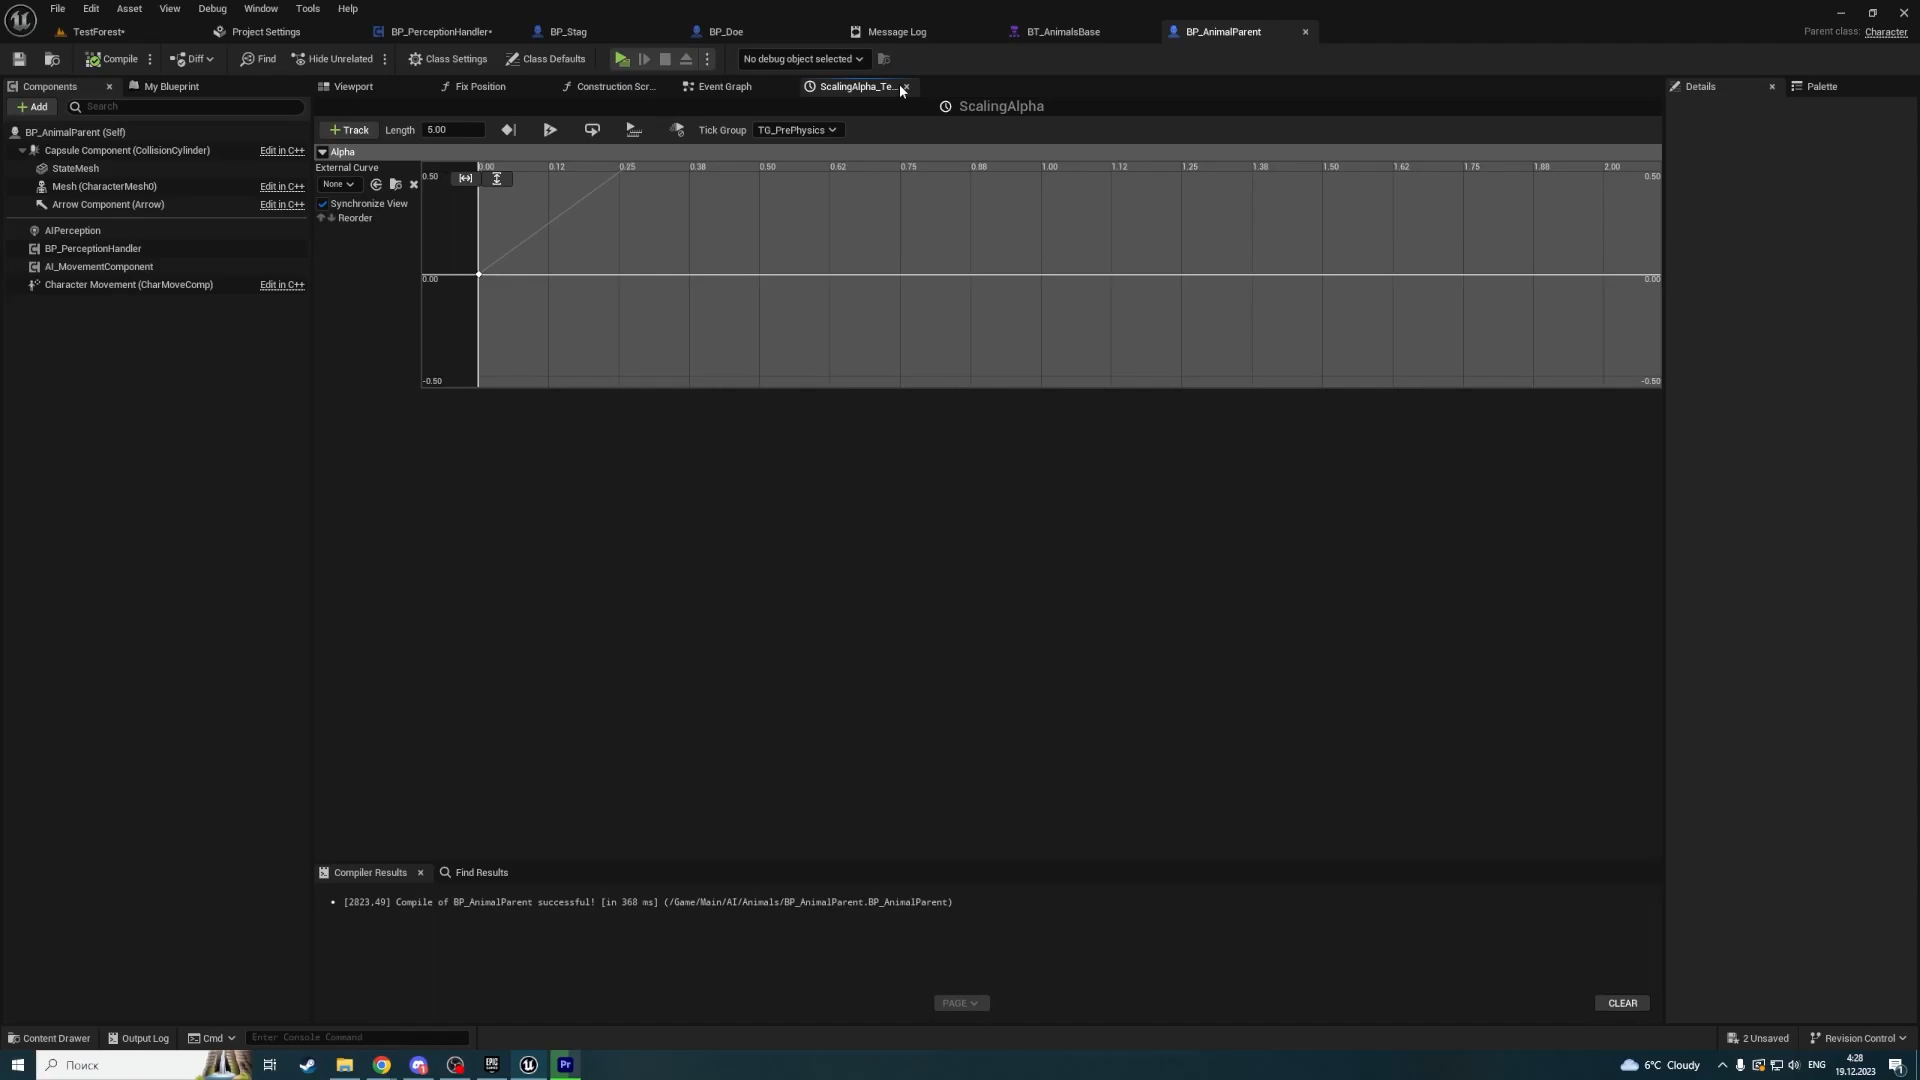 File Edit Asset View Debug Window Tools Help
TestForest* Project Settings BP_PerceptionHandler* BP_Stag BP_Doe Message Log BT_AnimalsBase BP_AnimalParent Parent class: Character
Compile Diff Find Hide Unrelated Class Settings Class Defaults No debug object selected
Components My Blueprint Viewport Fix Position Construction Scr... Event Graph ScalingAlpha_Te... Details Palette
Add Search ScalingAlpha
Track Length 5.00 Tick Group TG_PrePhysics
BP_AnimalParent (Self)
Capsule Component (CollisionCylinder) Edit in C++
StateMesh
Mesh (CharacterMesh0) Edit in C++
Arrow Component (Arrow) Edit in C++
AIPerception
BP_PerceptionHandler
AI_MovementComponent
Character Movement (CharMoveComp) Edit in C++
Alpha
External Curve
None
Synchronize View
Reorder
0.00 0.12 0.25 0.38 0.50 0.62 0.75 0.88 1.00 1.12 1.25 1.38 1.50 1.62 1.75 1.88 2.00
0.50 0.50
0.00 0.00
-0.50 -0.50
Compiler Results Find Results
[2823,49] Compile of BP_AnimalParent successful! [in 368 ms] (/Game/Main/AI/Animals/BP_AnimalParent.BP_AnimalParent)
PAGE CLEAR
Content Drawer Output Log Cmd Enter Console Command 2 Unsaved Revision Control
Поиск EPIC Pr 6°C Cloudy ENG 4:28
19.12.2023